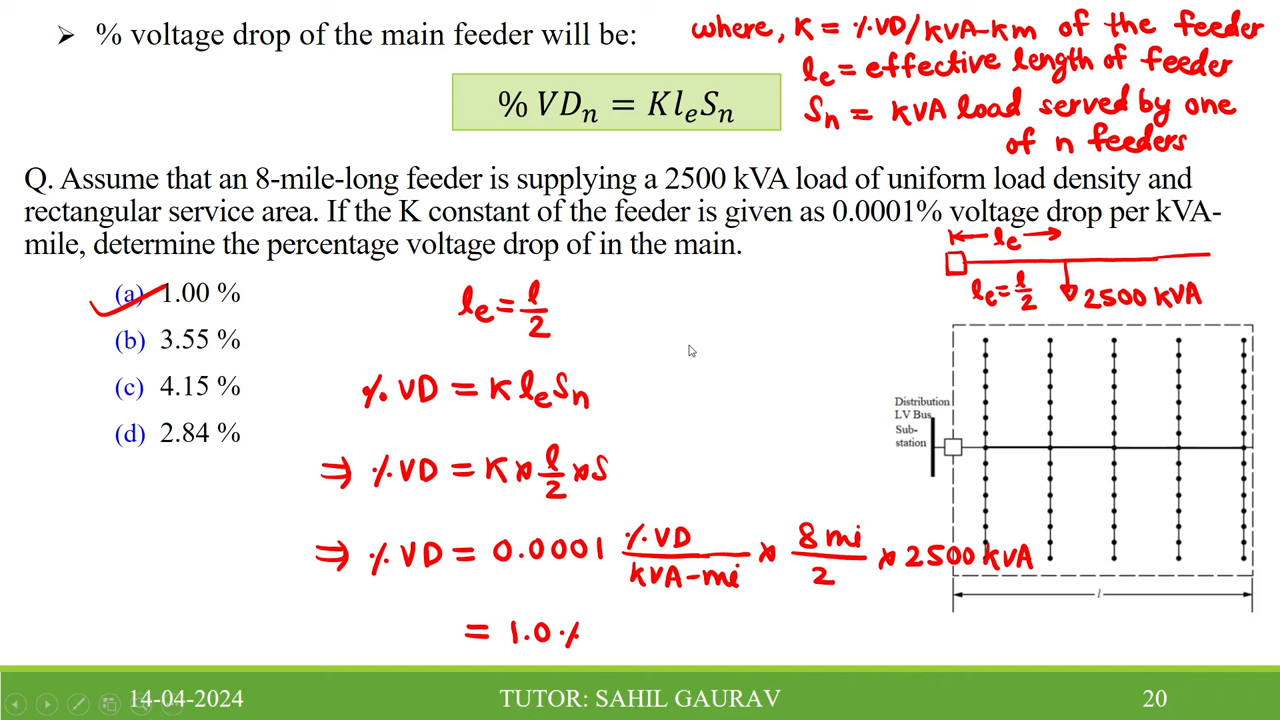 ➢ % voltage drop of the main feeder will be:
where, K = %VD/KVA-Km of the feeder
le = effective length of feeder
% VDn = KleSn
Sn = KVA load served by one
of n feeders
Q. Assume that an 8-mile-long feeder is supplying a 2500 kVA load of uniform load density and
rectangular service area. If the K constant of the feeder is given as 0.0001% voltage drop per kVA-
mile, determine the percentage voltage drop of in the main.
le
le = l/2
2500 KVA
(a) 1.00 %
(b) 3.55 %
(c) 4.15 %
(d) 2.84 %
le = l/2
% VD = K le Sn
⇒ % VD = K × l/2 × S
⇒ % VD = 0.0001 %VD/KVA-mi × 8 mi/2 × 2500 KVA
= 1.0 %
Distribution
LV Bus
Sub-
station
l
14-04-2024
TUTOR: SAHIL GAURAV
20